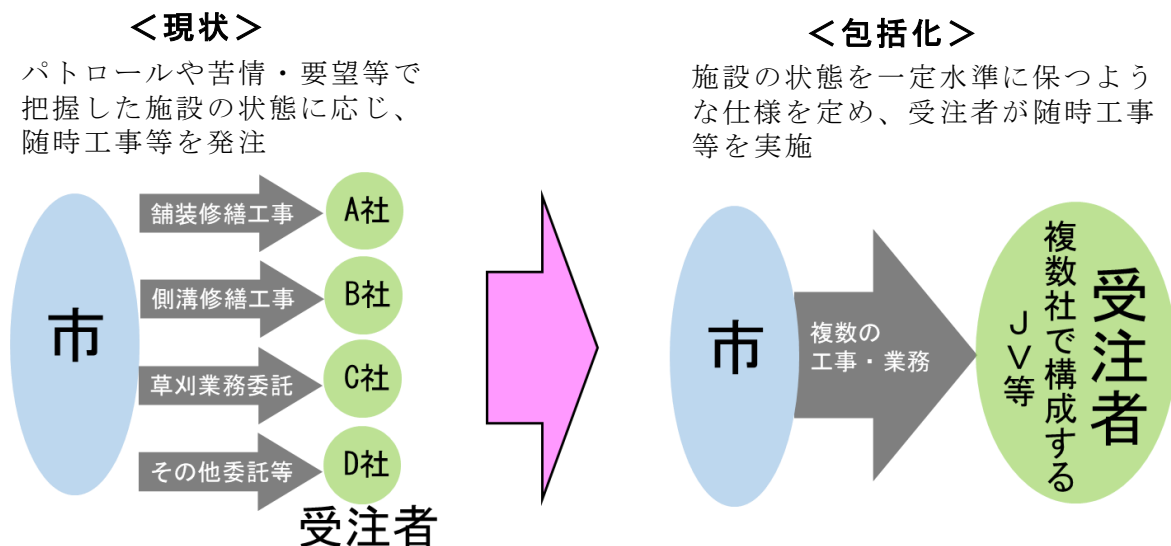 ＜現状＞
パトロールや苦情・要望等で
把握した施設の状態に応じ、
随時工事等を発注
市
舗装修繕工事
A社
側溝修繕工事
B社
草刈業務委託
C社
その他委託等
D社
受注者
＜包括化＞
施設の状態を一定水準に保つよう
な仕様を定め、受注者が随時工事
等を実施
市
複数の
工事・業務
受注者
複数社で構成する
ＪＶ等